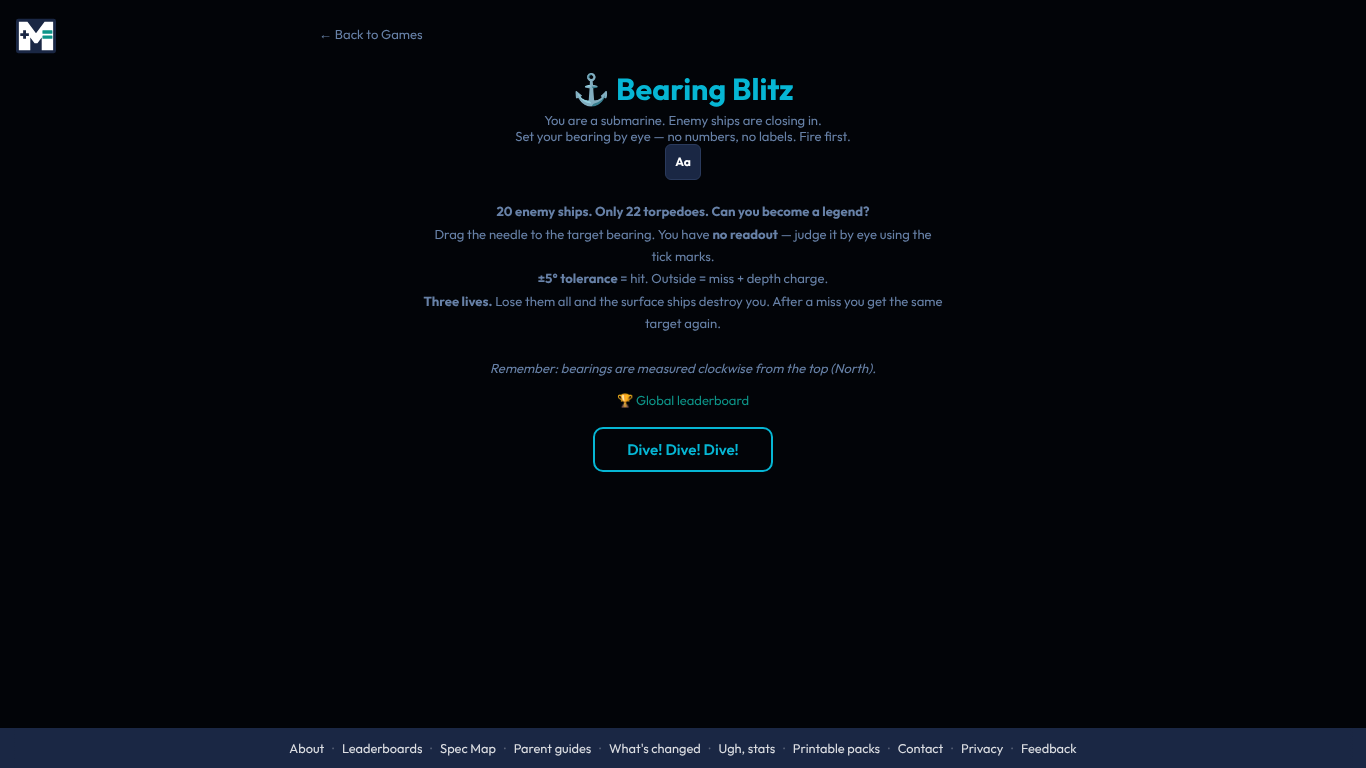 ← Back to Games
⚓ Bearing Blitz
You are a submarine. Enemy ships are closing in.
Set your bearing by eye — no numbers, no labels. Fire first.
Aa
20 enemy ships. Only 22 torpedoes. Can you become a legend?
Drag the needle to the target bearing. You have no readout — judge it by eye using the
tick marks.
±5° tolerance = hit. Outside = miss + depth charge.
Three lives. Lose them all and the surface ships destroy you. After a miss you get the same
target again.
Remember: bearings are measured clockwise from the top (North).
🏆 Global leaderboard
Dive! Dive! Dive!
About · Leaderboards · Spec Map · Parent guides · What's changed · Ugh, stats · Printable packs · Contact · Privacy · Feedback